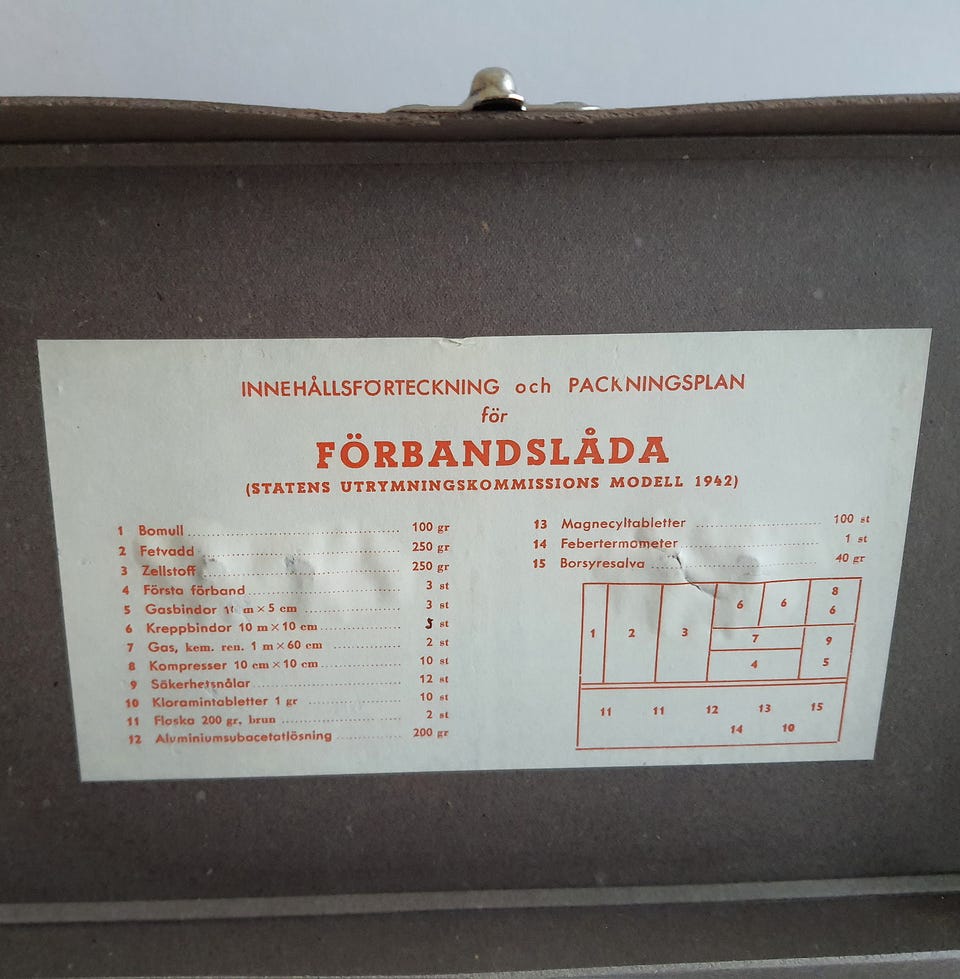 INNEHÅLLSFÖRTECKNING och PACKNINGSPLAN
för
FÖRBANDSLÅDA
(STATENS UTRYMNINGSKOMMISSIONS MODELL 1942)
1 Bomull 100 gr
2 Fetvadd 250 gr
3 Zellstoff 250 gr
4 Första förband 3 st
5 Gasbindor m × 5 cm 3 st
6 Kreppbindor 10 m × 10 cm 5 st
7 Gas, kem. ren. 1 m × 60 cm 2 st
8 Kompresser 10 cm × 10 cm 10 st
9 Säkerhetsnålar 12 st
10 Kloramintabletter 1 gr 10 st
11 Flaska 200 gr, brun 2 st
12 Aluminiumsubacetatlösning 200 gr
13 Magnecyltabletter 100 st
14 Febertermometer 1 st
15 Borsyresalva 40 gr
6 6 8
6
1 2 3 7 9
4 5
11 11 12 13 15
14 10